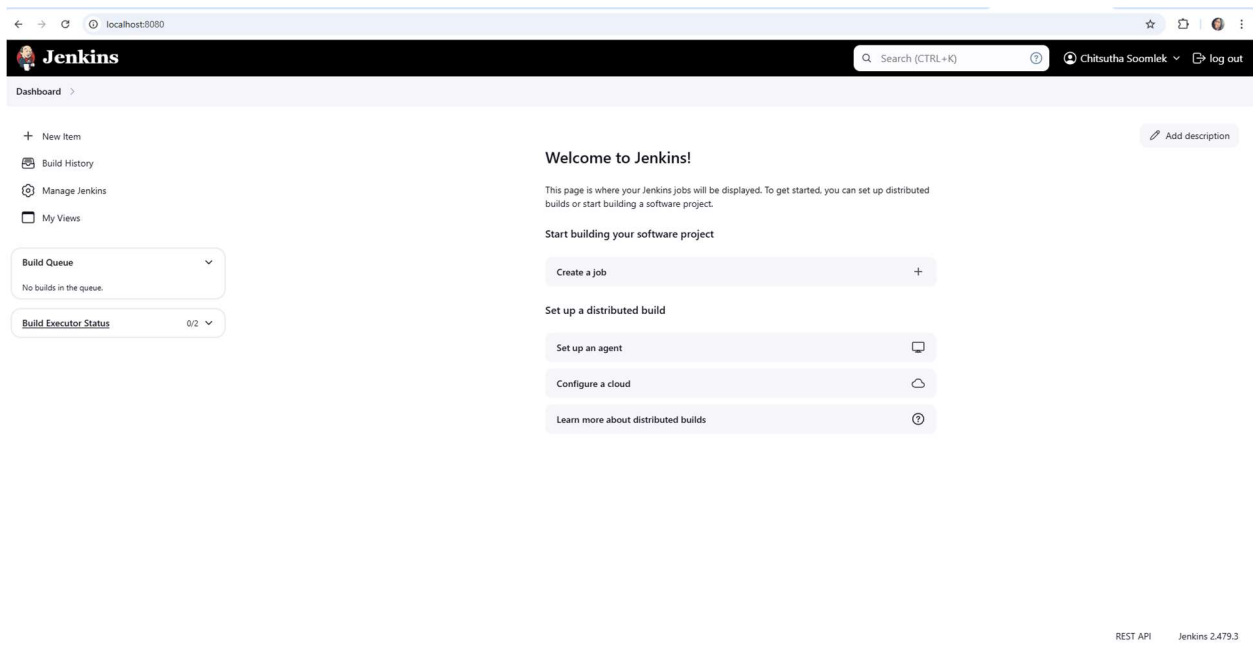 localhost:8080
Jenkins
Search (CTRL+K)
Chitsutha Soomlek
log out
Dashboard
New Item
Build History
Manage Jenkins
My Views
Build Queue
No builds in the queue.
Build Executor Status 0/2
Add description
Welcome to Jenkins!
This page is where your Jenkins jobs will be displayed. To get started, you can set up distributed
builds or start building a software project.
Start building your software project
Create a job
Set up a distributed build
Set up an agent
Configure a cloud
Learn more about distributed builds
REST API
Jenkins 2.479.3